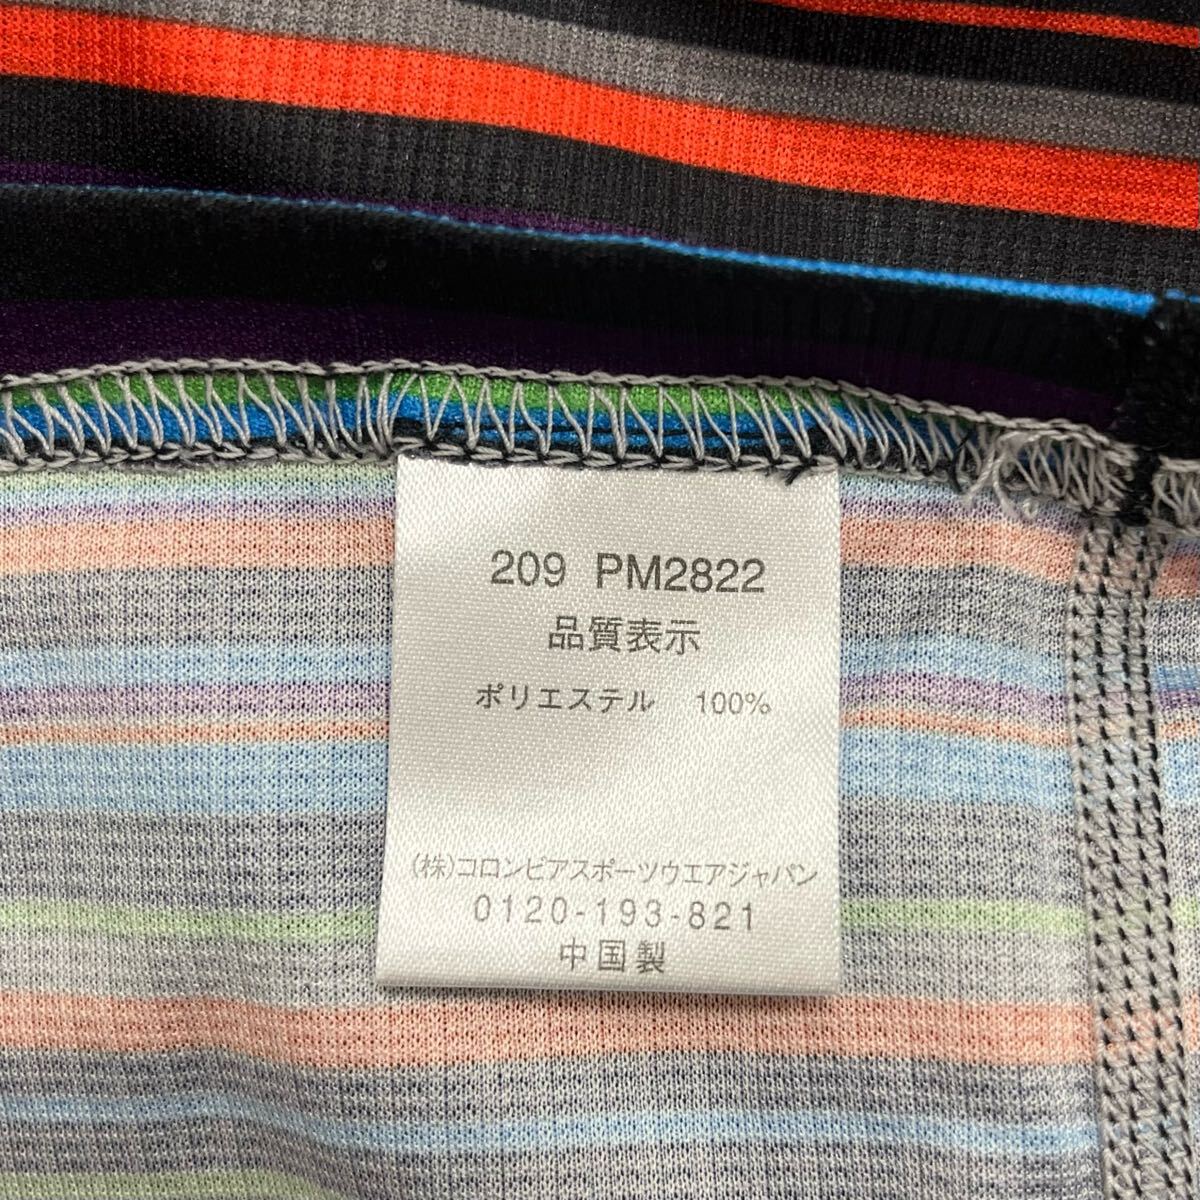 209 PM2822
品質表示
ポリエステル 100%
(株)コロンビアスポーツウエアジャパン
0120-193-821
中国製